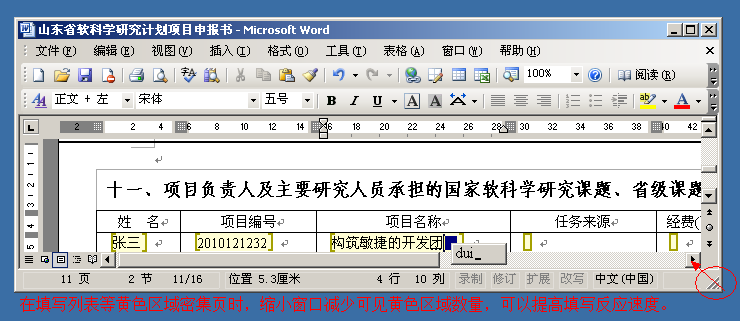 山东省软科学研究计划项目申报书 - Microsoft Word
文件(F) 编辑(E) 视图(V) 插入(I) 格式(O) 工具(T) 表格(A) 窗口(W) 帮助(H)
100% 阅读(R)
正文 + 左 宋体 五号 B I U A A A ab A
2 2 4 6 8 10 12 14 16 18 20 22 24 26 28 30 32 34 36 38 40 42
十一、项目负责人及主要研究人员承担的国家软科学研究课题、省级课题
姓 名 项目编号 项目名称 任务来源 经费(
张三 2010121232 构筑敏捷的开发团
dui_
11 页 2 节 11/16 位置 5.3厘米 4 行 10 列 录制 修订 扩展 改写 中文(中国)
在填写列表等黄色区域密集页时，缩小窗口减少可见黄色区域数量，可以提高填写反应速度。